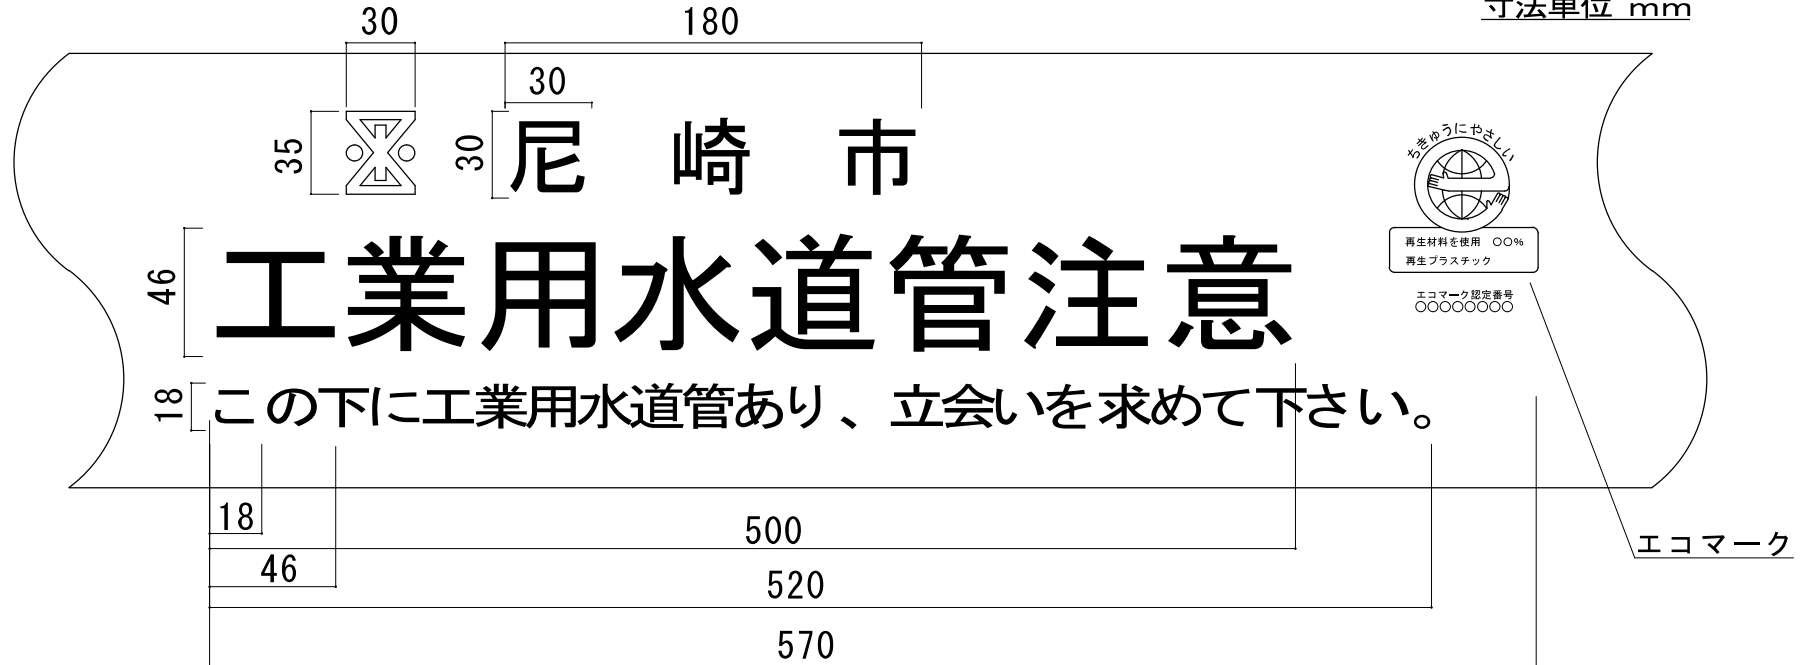 寸法単位 mm
30
180
30
35
30
尼崎市
ちきゅうにやさしい
46
工業用水道管注意
再生材料を使用 ○○%
再生プラスチック
エコマーク認定番号
○○○○○○○○
18
この下に工業用水道管あり、立会いを求めて下さい。
18
500
エコマーク
46
520
570